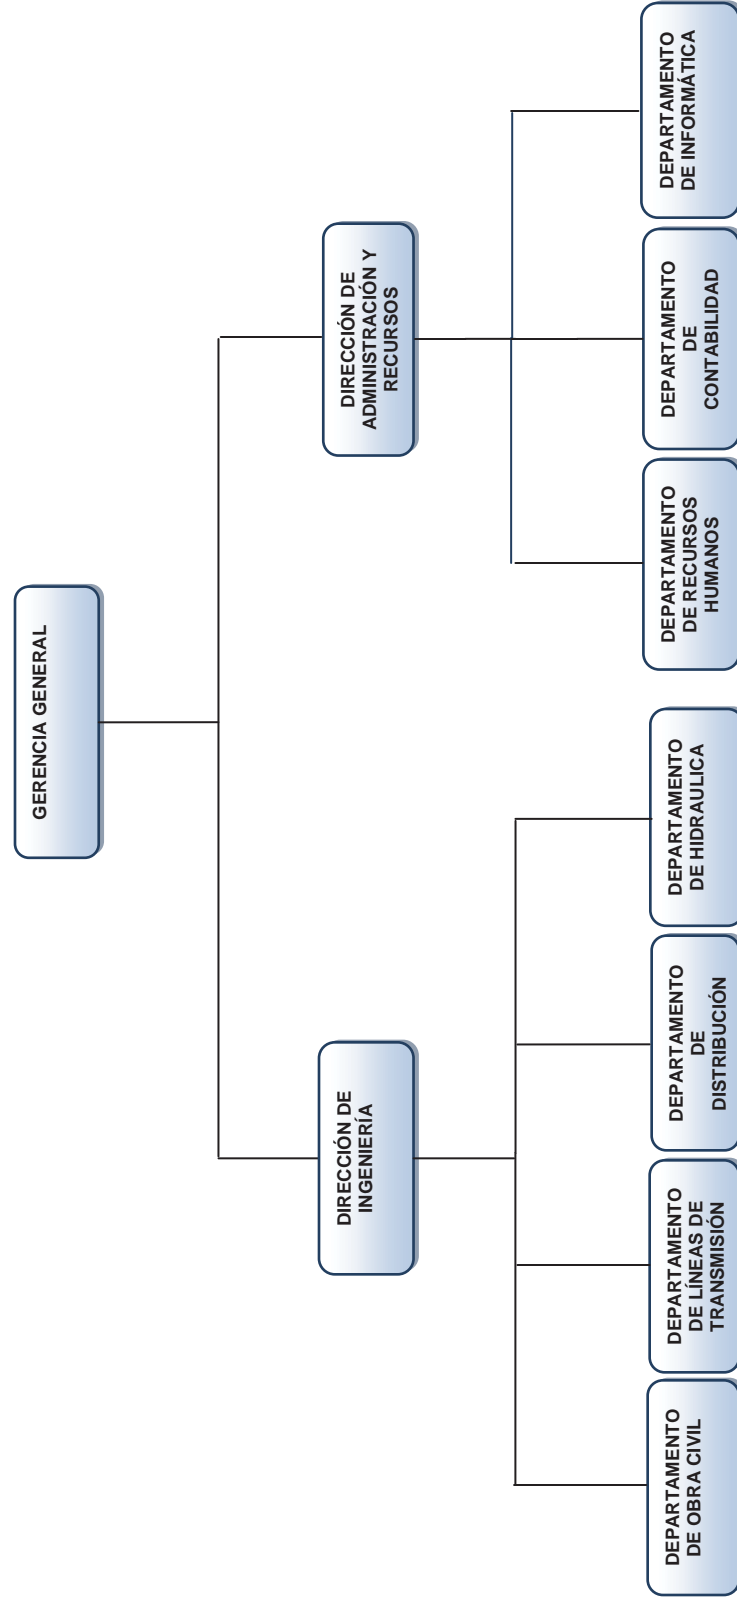 GERENCIA GENERAL
DIRECCIÓN DE
INGENIERÍA
DIRECCIÓN DE
ADMINISTRACIÓN Y
RECURSOS
DEPARTAMENTO
DE OBRA CIVIL
DEPARTAMENTO
DE LÍNEAS DE
TRANSMISIÓN
DEPARTAMENTO
DE
DISTRIBUCIÓN
DEPARTAMENTO
DE HIDRAULICA
DEPARTAMENTO
DE RECURSOS
HUMANOS
DEPARTAMENTO
DE
CONTABILIDAD
DEPARTAMENTO
DE INFORMÁTICA